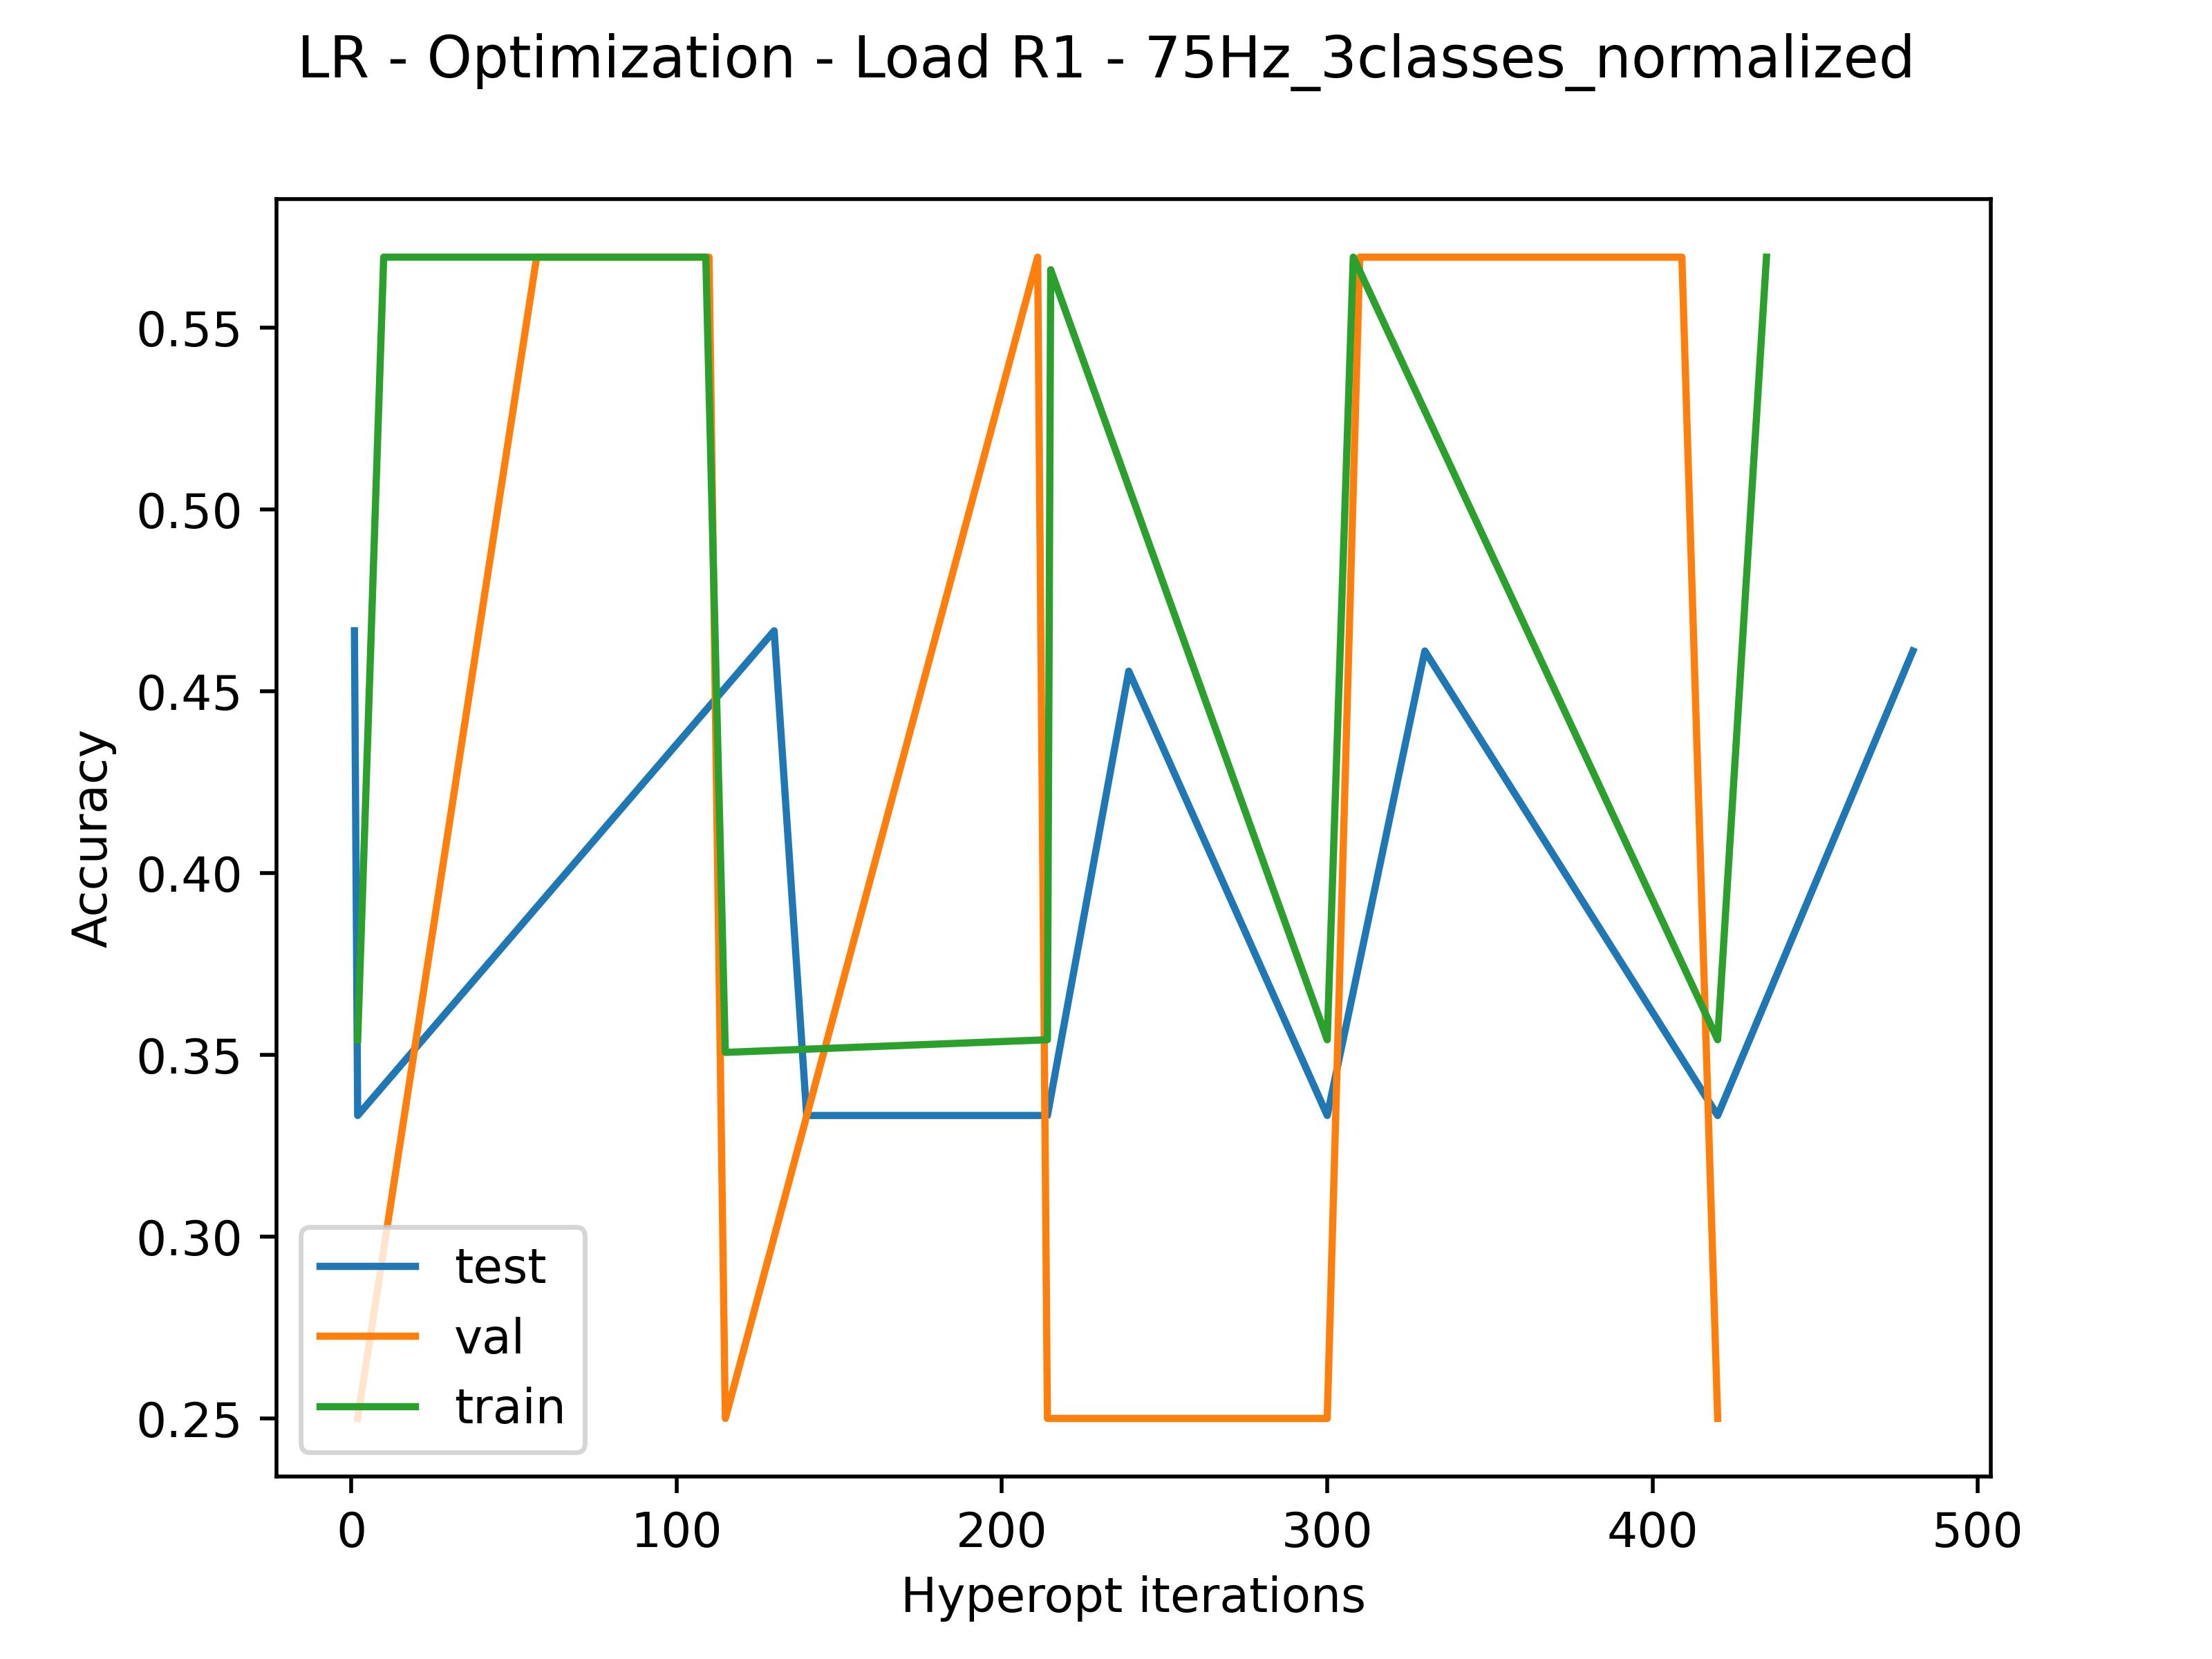 LR - Optimization - Load R1 - 75Hz_3classes_normalized
0.55
0.50
0.45
0.40
0.35
0.30
0.25
Accuracy
test
val
train
0 100 200 300 400 500
Hyperopt iterations